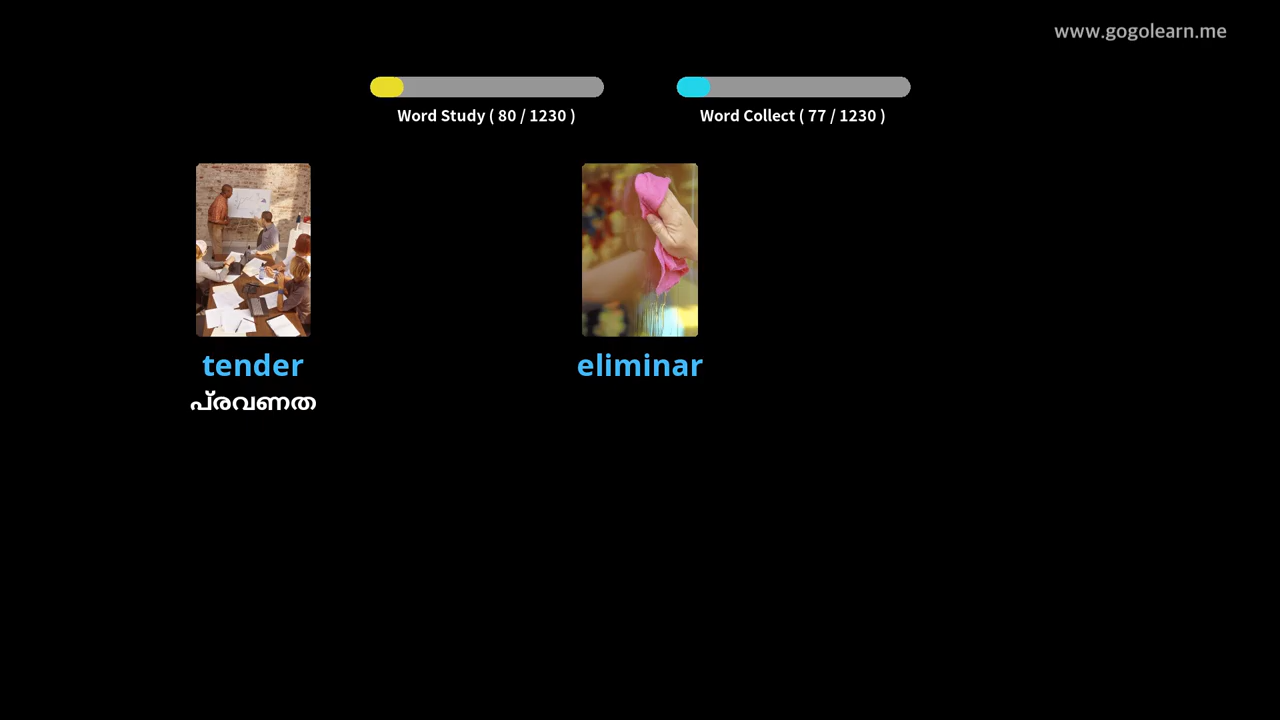 www.gogolearn.me
Word Study ( 80 / 1230 )
Word Collect ( 77 / 1230 )
tender
eliminar
പ്രവണത